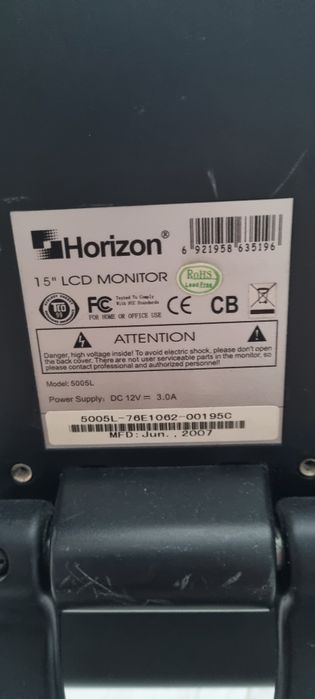 Horizon®
6 921958 635196
15" LCD MONITOR
RoHS
Lead Free
TCO
99
FC
Tested To Comply
With FCC Standards
FOR HOME OR OFFICE USE
CE
CB
ATTENTION
Danger, high voltage inside! To avoid electric shock, please don't open
the back cover. There are not user serviceable parts in the monitor, so
please contact professional and authorized personnel!
Model: 5005L
Power Supply: DC 12V ⎓ 3.0A
5005L-76E1062-00195C
MFD: Jun., 2007